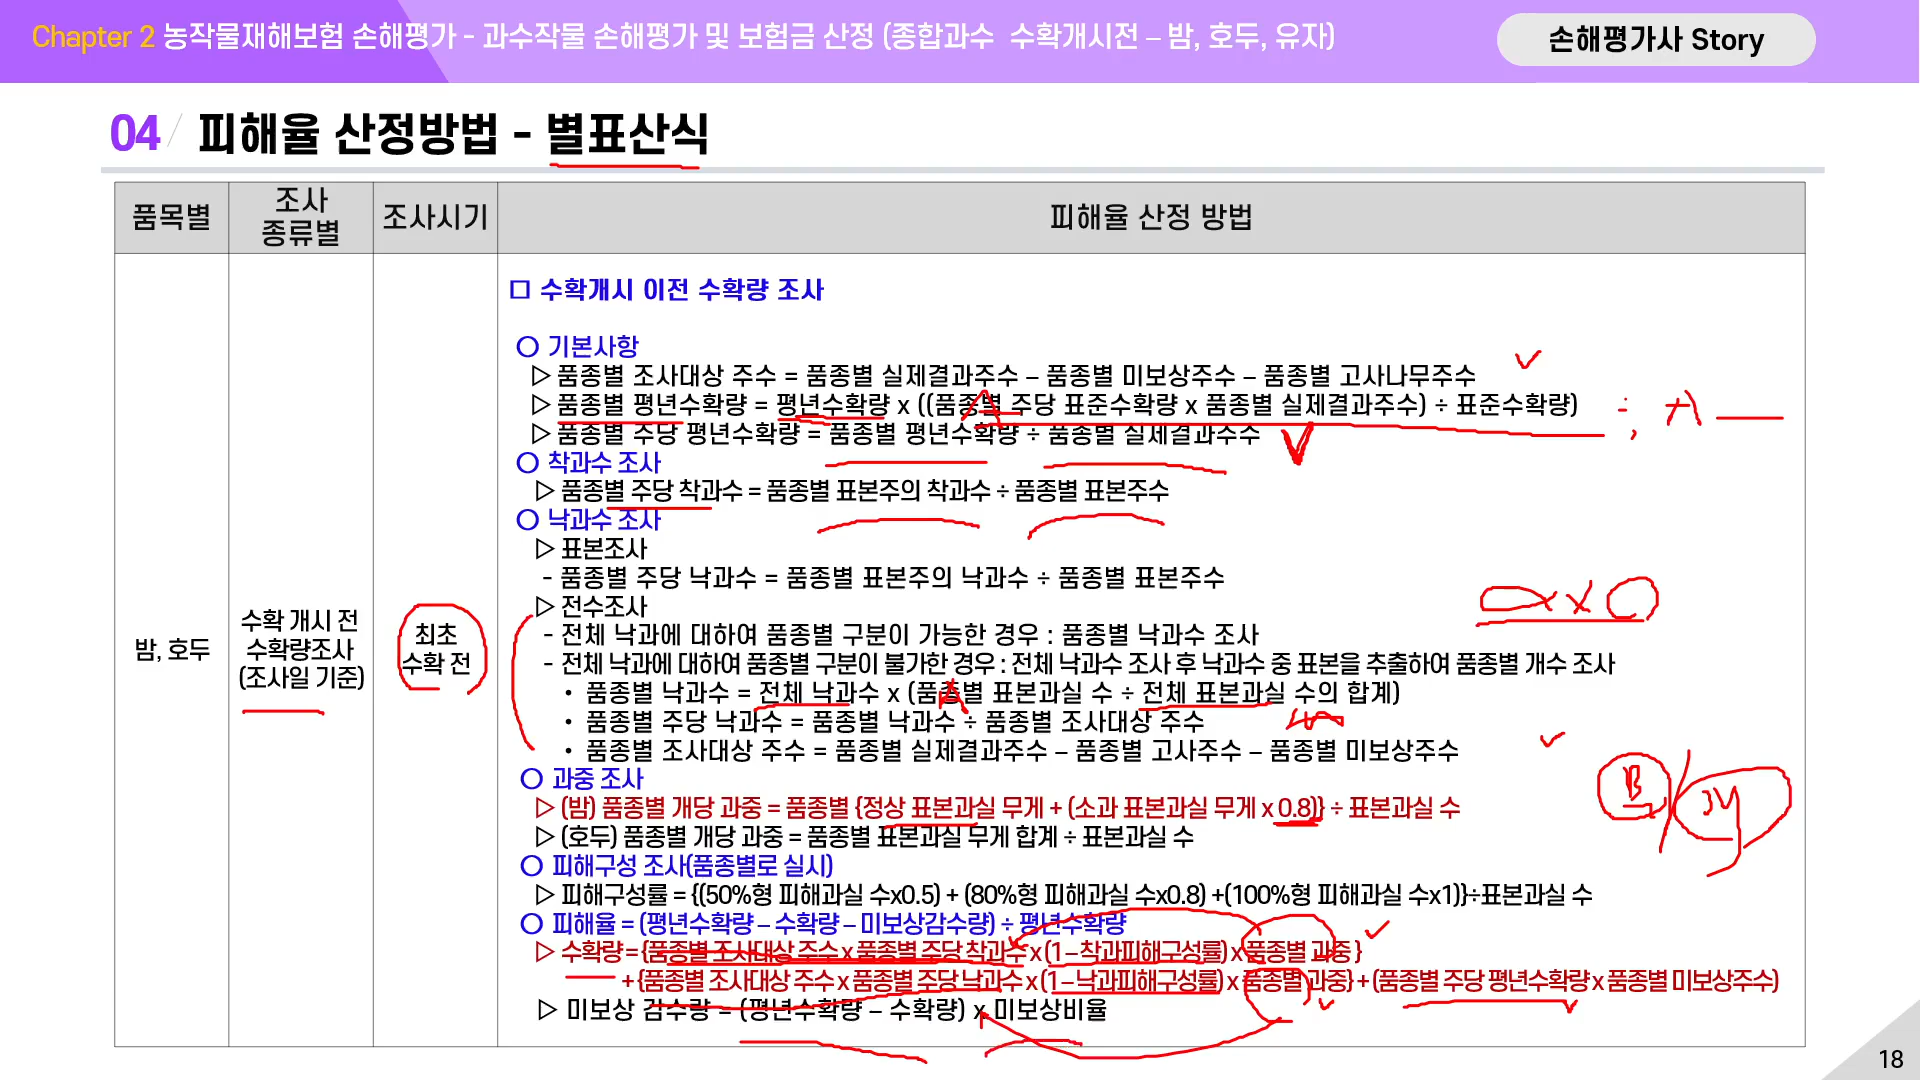 Chapter 2 농작물재해보험 손해평가 - 과수작물 손해평가 및 보험금 산정 (종합과수 수확개시전 – 밤, 호두, 유자)
손해평가사 Story
04 / 피해율 산정방법 - 별표산식
품목별
조사
종류별
조사시기
피해율 산정 방법
밤, 호두
수확 개시 전
수확량조사
(조사일 기준)
최초
수확 전
□ 수확개시 이전 수확량 조사
○ 기본사항
▷ 품종별 조사대상 주수 = 품종별 실제결과주수 – 품종별 미보상주수 – 품종별 고사나무주수
▷ 품종별 평년수확량 = 평년수확량 x ((품종별 주당 표준수확량 x 품종별 실제결과주수) ÷ 표준수확량)
▷ 품종별 주당 평년수확량 = 품종별 평년수확량 ÷ 품종별 실제결과주수
○ 착과수 조사
▷ 품종별 주당 착과수 = 품종별 표본주의 착과수 ÷ 품종별 표본주수
○ 낙과수 조사
▷ 표본조사
- 품종별 주당 낙과수 = 품종별 표본주의 낙과수 ÷ 품종별 표본주수
▷ 전수조사
- 전체 낙과에 대하여 품종별 구분이 가능한 경우 : 품종별 낙과수 조사
- 전체 낙과에 대하여 품종별 구분이 불가한 경우 : 전체 낙과수 조사 후 낙과수 중 표본을 추출하여 품종별 개수 조사
• 품종별 낙과수 = 전체 낙과수 x (품종별 표본과실 수 ÷ 전체 표본과실 수의 합계)
• 품종별 주당 낙과수 = 품종별 낙과수 ÷ 품종별 조사대상 주수
• 품종별 조사대상 주수 = 품종별 실제결과주수 – 품종별 고사주수 – 품종별 미보상주수
○ 과중 조사
▷ (밤) 품종별 개당 과중 = 품종별 {정상 표본과실 무게 + (소과 표본과실 무게 x 0.8)} ÷ 표본과실 수
▷ (호두) 품종별 개당 과중 = 품종별 표본과실 무게 합계 ÷ 표본과실 수
○ 피해구성 조사(품종별로 실시)
▷ 피해구성률 = {(50%형 피해과실 수x0.5) + (80%형 피해과실 수x0.8) +(100%형 피해과실 수x1)}÷표본과실 수
○ 피해율 = (평년수확량 – 수확량 – 미보상감수량) ÷ 평년수확량
▷ 수확량 = {품종별 조사대상 주수 x 품종별 주당 착과수 x (1 – 착과피해구성률) x 품종별 과중 }
+ {품종별 조사대상 주수 x 품종별 주당 낙과수 x (1 – 낙과피해구성률) x 품종별 과중} + (품종별 주당 평년수확량 x 품종별 미보상주수)
▷ 미보상 감수량 = (평년수확량 – 수확량) x 미보상비율
18